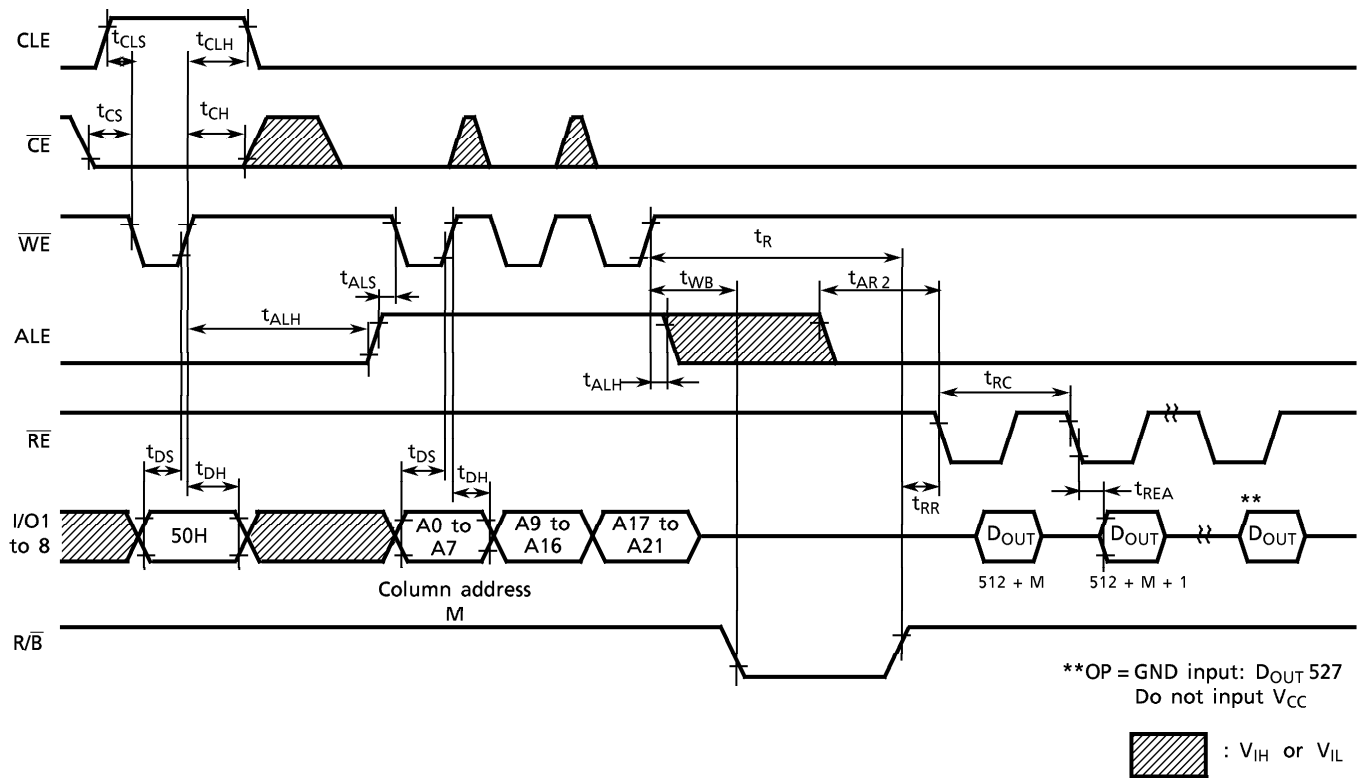 CLE
tCLS
tCLH
CE
tCS
tCH
WE
tR
tALS
tWB
tAR 2
ALE
tALH
tALH
tRC
RE
tDS
tDH
tDS
tDH
tRR
tREA
I/O1 to 8
50H
A0 to A7
A9 to A16
A17 to A21
DOUT
DOUT
**
DOUT
512 + M
512 + M + 1
Column address
M
R/B
**OP = GND input: DOUT 527
Do not input VCC
: VIH or VIL